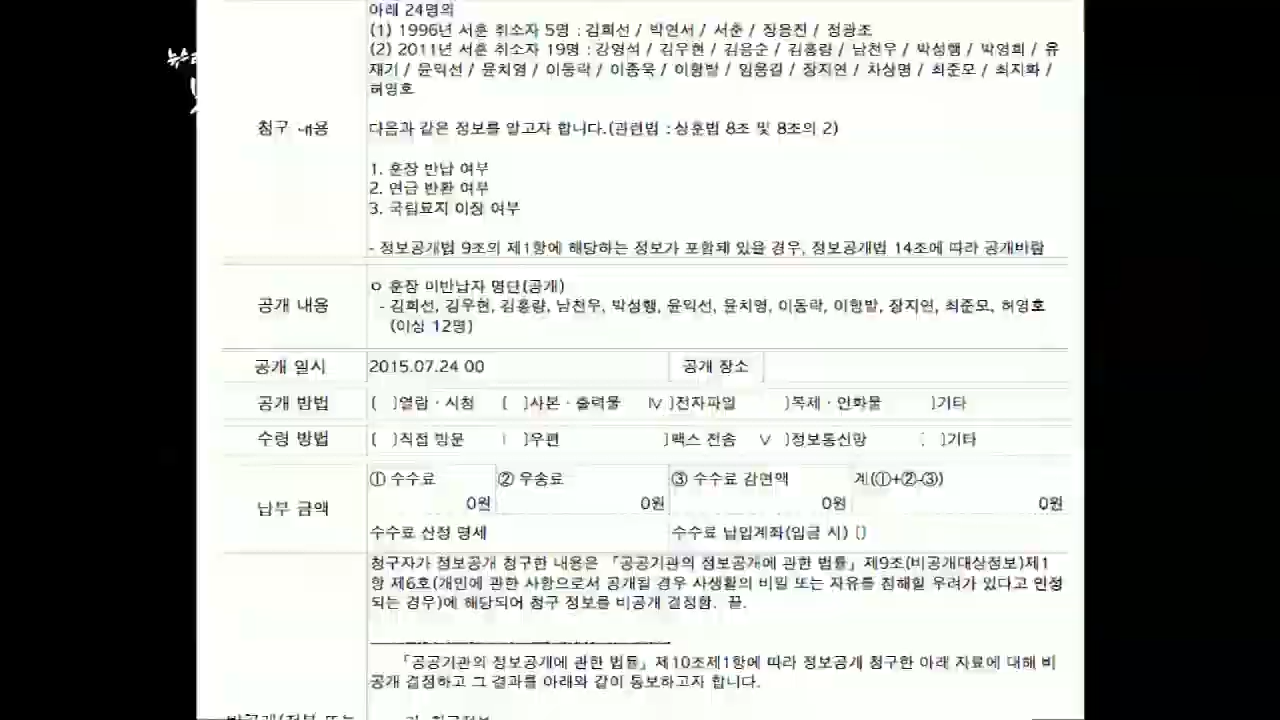 아래 24명의
(1) 1996년 서훈 취소자 5명 : 김희선 / 박연서 / 서춘 / 장응진 / 정광조
(2) 2011년 서훈 취소자 19명 : 강영석 / 김우현 / 김응순 / 김홍량 / 남천우 / 박성행 / 박영희 / 유
재기 / 윤익선 / 윤치영 / 이동락 / 이종욱 / 이항발 / 임용길 / 장지연 / 차상명 / 최준모 / 최지화 /
허영호
청구 내용
다음과 같은 정보를 알고자 합니다.(관련법 : 상훈법 8조 및 8조의 2)
1. 훈장 반납 여부
2. 연금 반환 여부
3. 국립묘지 이장 여부
- 정보공개법 9조의 제1항에 해당하는 정보가 포함돼 있을 경우, 정보공개법 14조에 따라 공개바람
공개 내용
ㅇ 훈장 미반납자 명단(공개)
- 김희선, 김우현, 김홍량, 남천우, 박성행, 윤익선, 윤치영, 이동락, 이항발, 장지연, 최준모, 허영호
(이상 12명)
공개 일시 2015.07.24 00 공개 장소
공개 방법 ( )열람ㆍ시청 ( )사본ㆍ출력물 V )전자파일 )복제ㆍ인화물 )기타
수령 방법 ( )직접 방문 ( )우편 )팩스 전송 V )정보통신망 ( )기타
납부 금액
① 수수료 ② 우송료 ③ 수수료 감면액 계(①+②-③)
0원 0원 0원 0원
수수료 산정 명세 수수료 납입계좌(입금 시) ()
청구자가 정보공개 청구한 내용은 「공공기관의 정보공개에 관한 법률」제9조(비공개대상정보)제1
항 제6호(개인에 관한 사항으로서 공개될 경우 사생활의 비밀 또는 자유를 침해할 우려가 있다고 인정
되는 경우)에 해당되어 청구 정보를 비공개 결정함. 끝.
「공공기관의 정보공개에 관한 법률」제10조제1항에 따라 정보공개 청구한 아래 자료에 대해 비
공개 결정하고 그 결과를 아래와 같이 통보하고자 합니다.